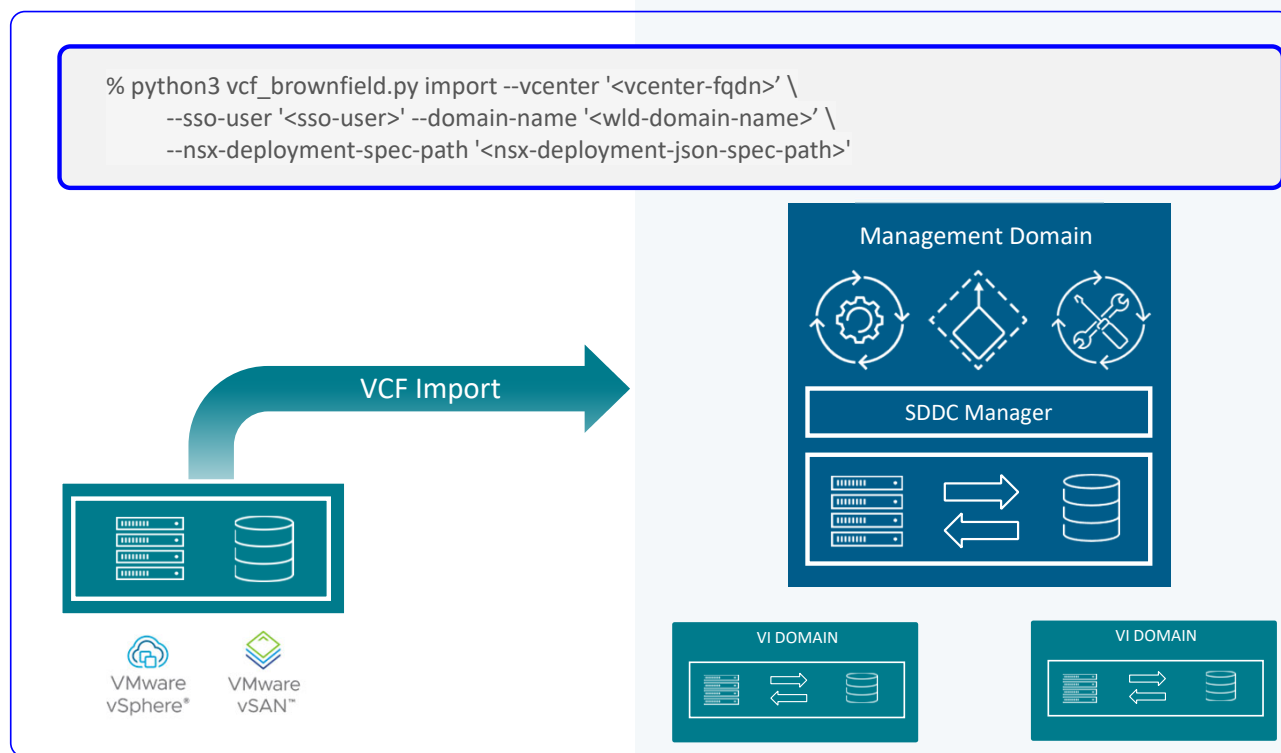 % python3 vcf_brownfield.py import --vcenter '<vcenter-fqdn>’ \
--sso-user '<sso-user>' --domain-name '<wld-domain-name>’ \
--nsx-deployment-spec-path '<nsx-deployment-json-spec-path>'
Management Domain
VCF Import
SDDC Manager
VMware
vSphere®
VMware
vSAN™
VI DOMAIN
VI DOMAIN